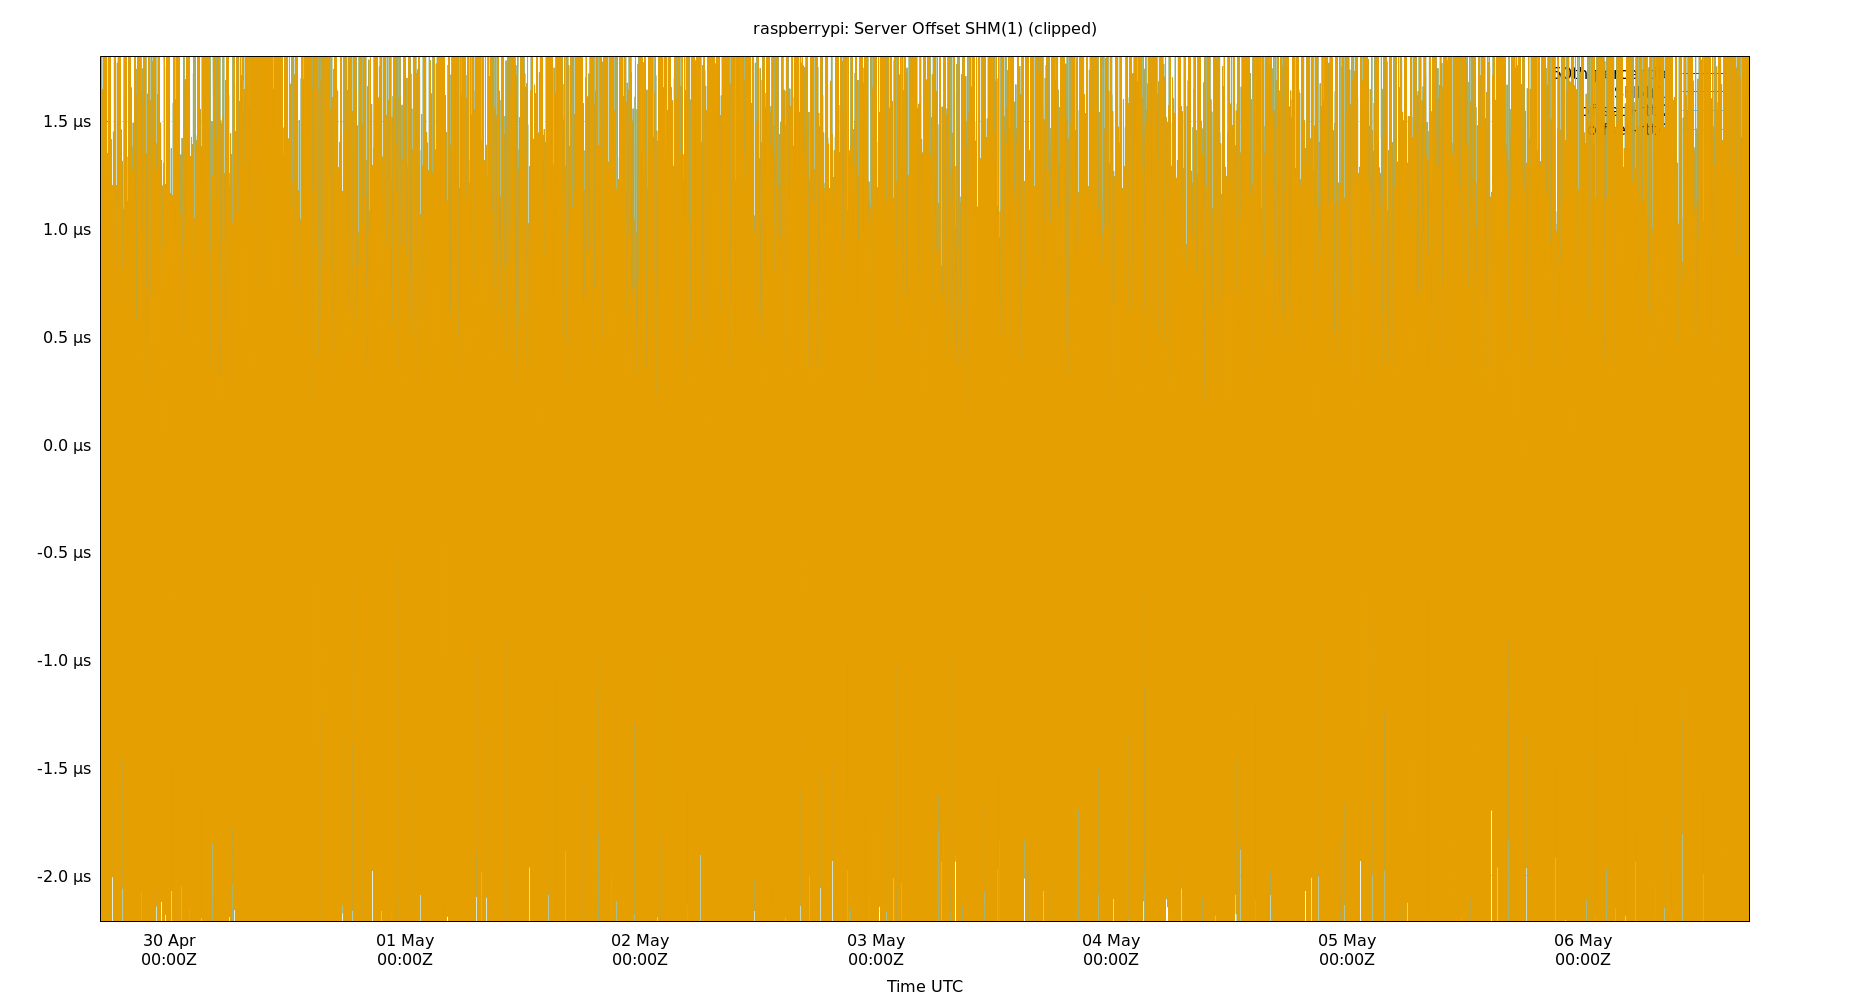 raspberrypi: Server Offset SHM(1) (clipped)
1.5 µs
1.0 µs
0.5 µs
0.0 µs
-0.5 µs
-1.0 µs
-1.5 µs
-2.0 µs
30 Apr 01 May 02 May 03 May 04 May 05 May 06 May
00:00Z 00:00Z 00:00Z 00:00Z 00:00Z 00:00Z 00:00Z
Time UTC